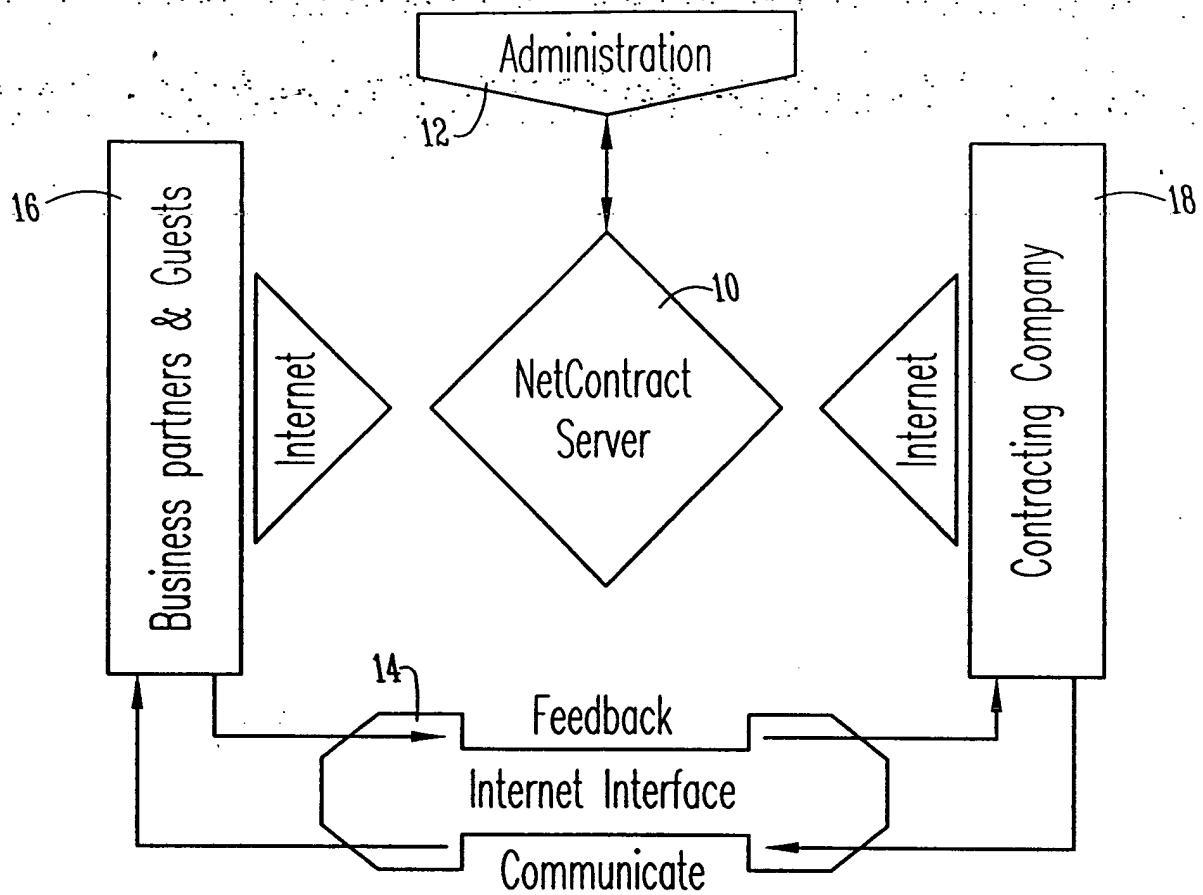 Administration
12
16
18
Business partners & Guests
Internet
10
NetContract
Server
Internet
Contracting Company
14
Feedback
Internet Interface
Communicate